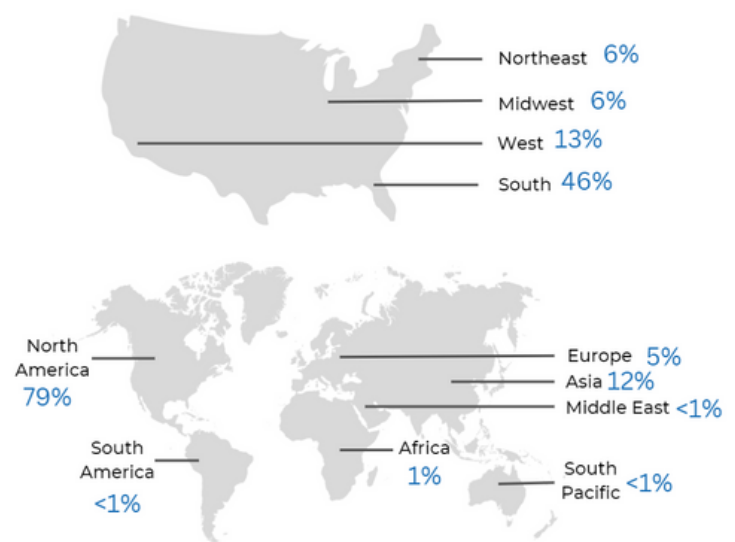 Northeast 6%
Midwest 6%
West 13%
South 46%
North
America
79%
Europe 5%
Asia 12%
Middle East <1%
South
America
<1%
Africa
1%
South
Pacific <1%